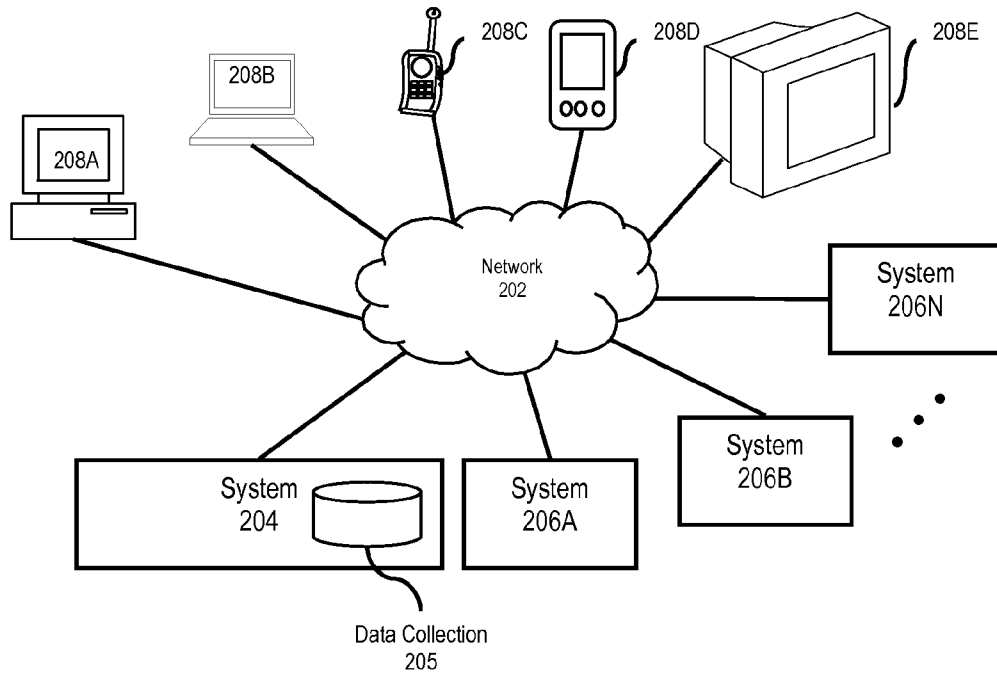 208C
208D
208E
208B
208A
Network
202
System
206N
System
206B
System
204
System
206A
Data Collection
205